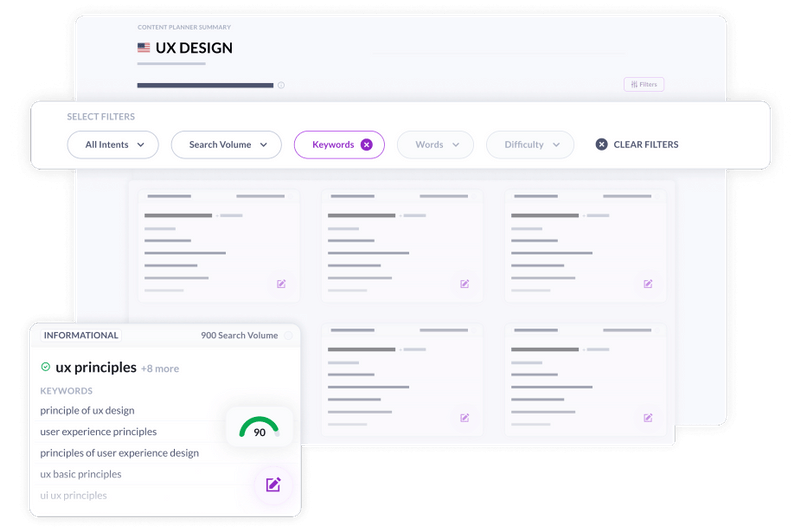 CONTENT PLANNER SUMMARY
UX DESIGN
Filters
SELECT FILTERS
All Intents
Search Volume
Keywords
Words
Difficulty
CLEAR FILTERS
INFORMATIONAL
900 Search Volume
ux principles +8 more
KEYWORDS
principle of ux design
user experience principles
90
principles of user experience design
ux basic principles
ui ux principles